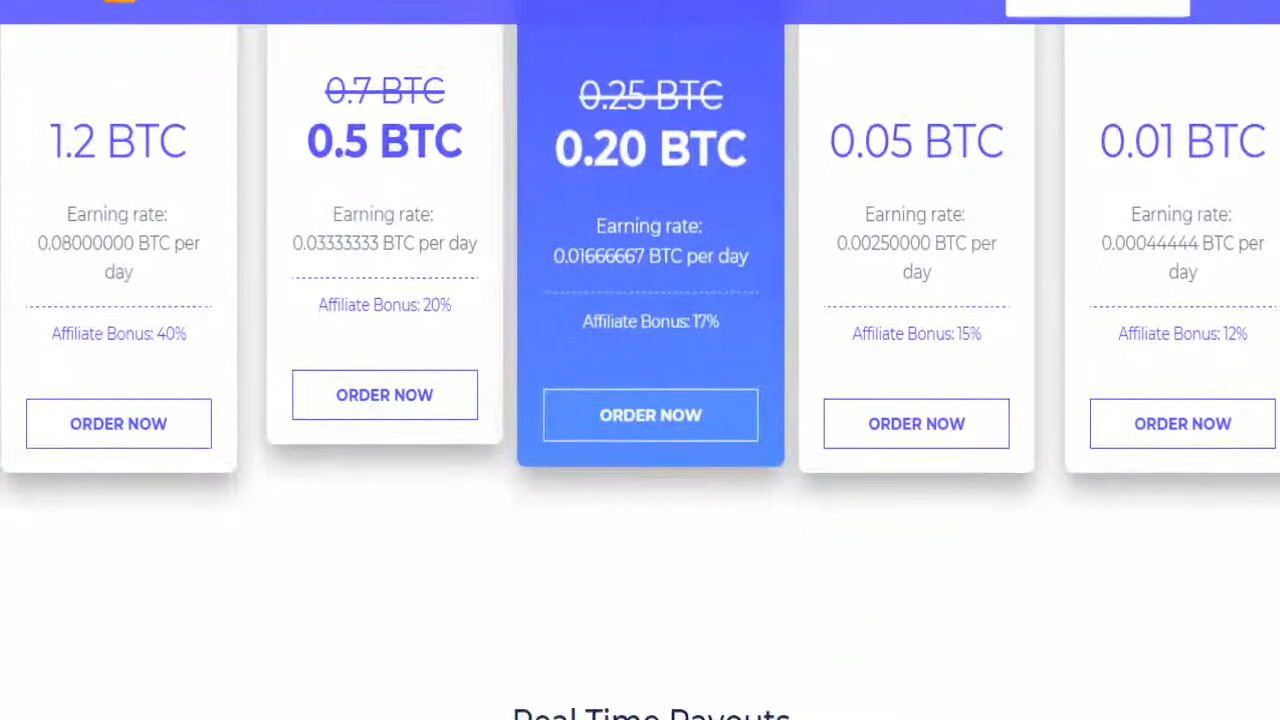 1.2 BTC
Earning rate:
0.08000000 BTC per
day
Affiliate Bonus: 40%
ORDER NOW
0.7 BTC
0.5 BTC
Earning rate:
0.03333333 BTC per day
Affiliate Bonus: 20%
ORDER NOW
0.25 BTC
0.20 BTC
Earning rate:
0.01666667 BTC per day
Affiliate Bonus: 17%
ORDER NOW
0.05 BTC
Earning rate:
0.00250000 BTC per
day
Affiliate Bonus: 15%
ORDER NOW
0.01 BTC
Earning rate:
0.00044444 BTC per
day
Affiliate Bonus: 12%
ORDER NOW
Real Time Payouts